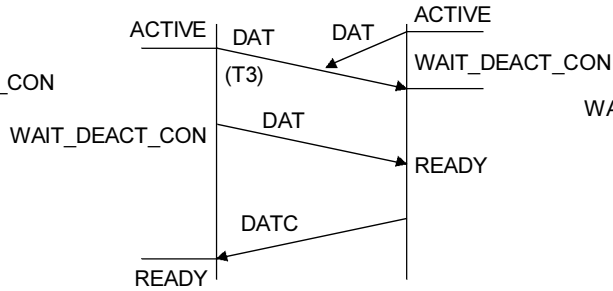 ACTIVE
ACTIVE
DAT
DAT
(T3)
WAIT_DEACT_CON
_CON
WA
WAIT_DEACT_CON
DAT
READY
DATC
READY